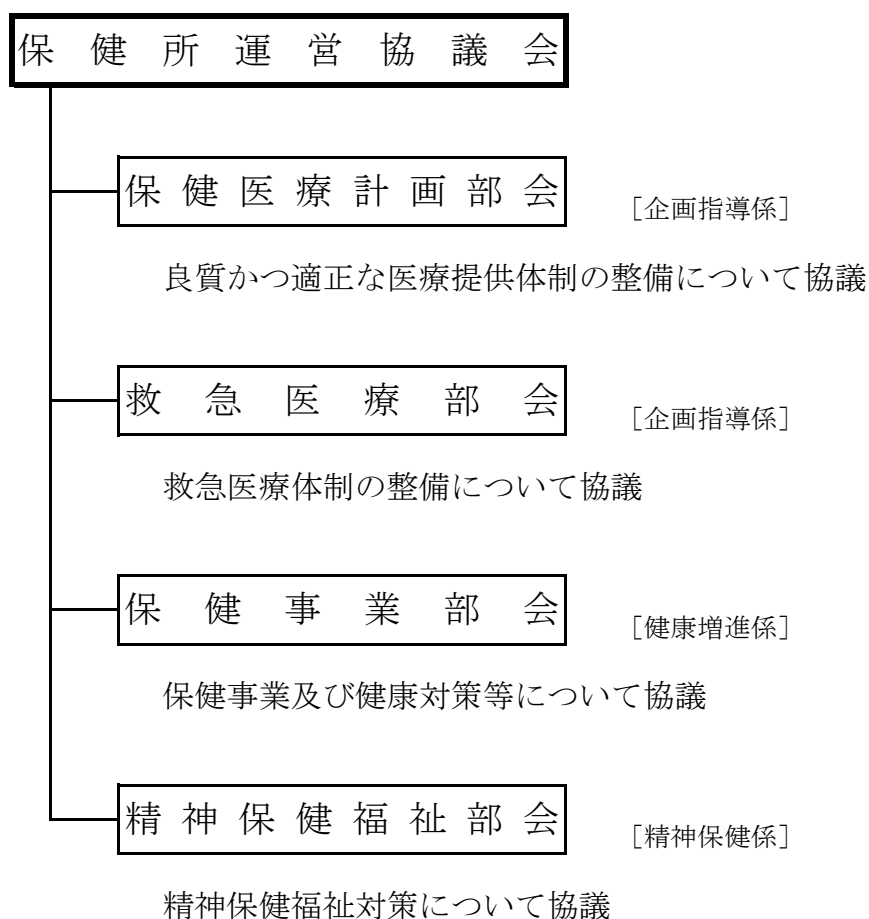 保健所運営協議会
保健医療計画部会 [企画指導係]
良質かつ適正な医療提供体制の整備について協議
救急医療部会 [企画指導係]
救急医療体制の整備について協議
保健事業部会 [健康増進係]
保健事業及び健康対策等について協議
精神保健福祉部会 [精神保健係]
精神保健福祉対策について協議